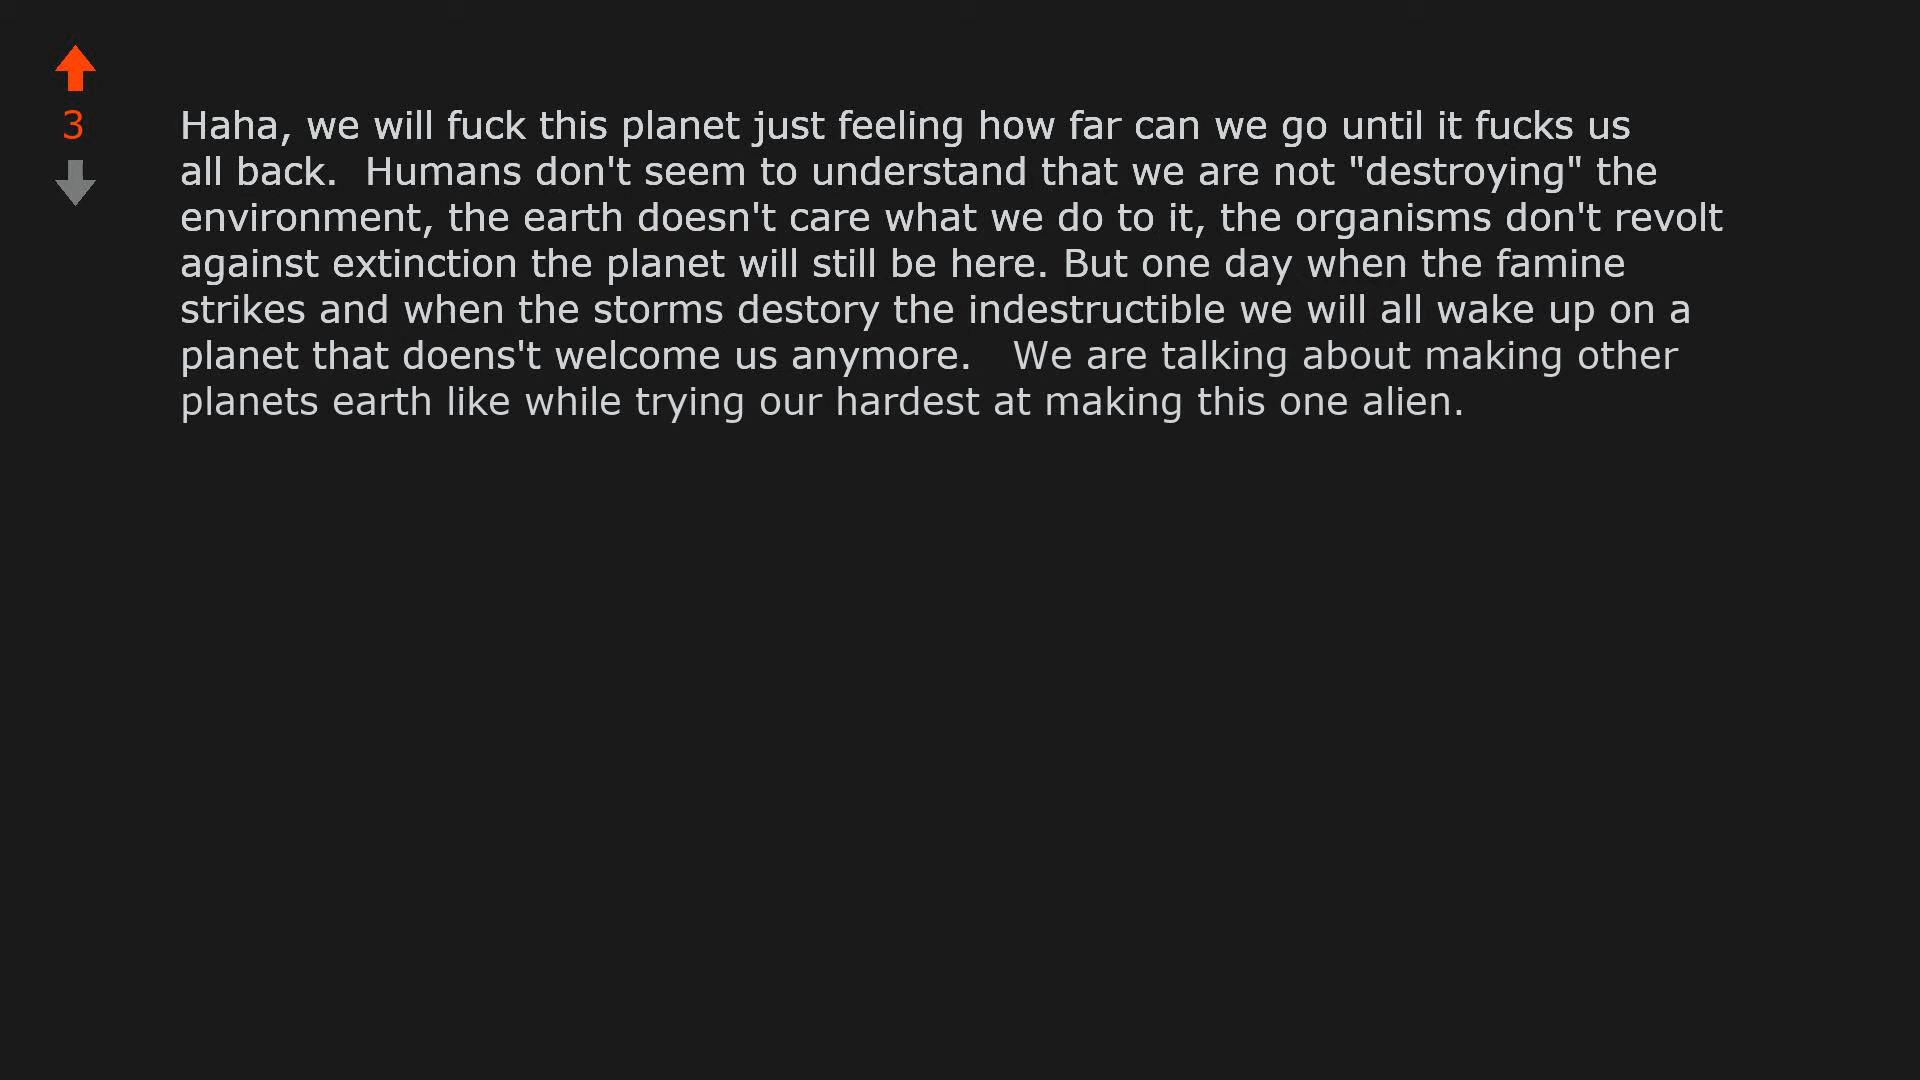 3
Haha, we will fuck this planet just feeling how far can we go until it fucks us
all back.  Humans don't seem to understand that we are not "destroying" the
environment, the earth doesn't care what we do to it, the organisms don't revolt
against extinction the planet will still be here. But one day when the famine
strikes and when the storms destory the indestructible we will all wake up on a
planet that doens't welcome us anymore.   We are talking about making other
planets earth like while trying our hardest at making this one alien.